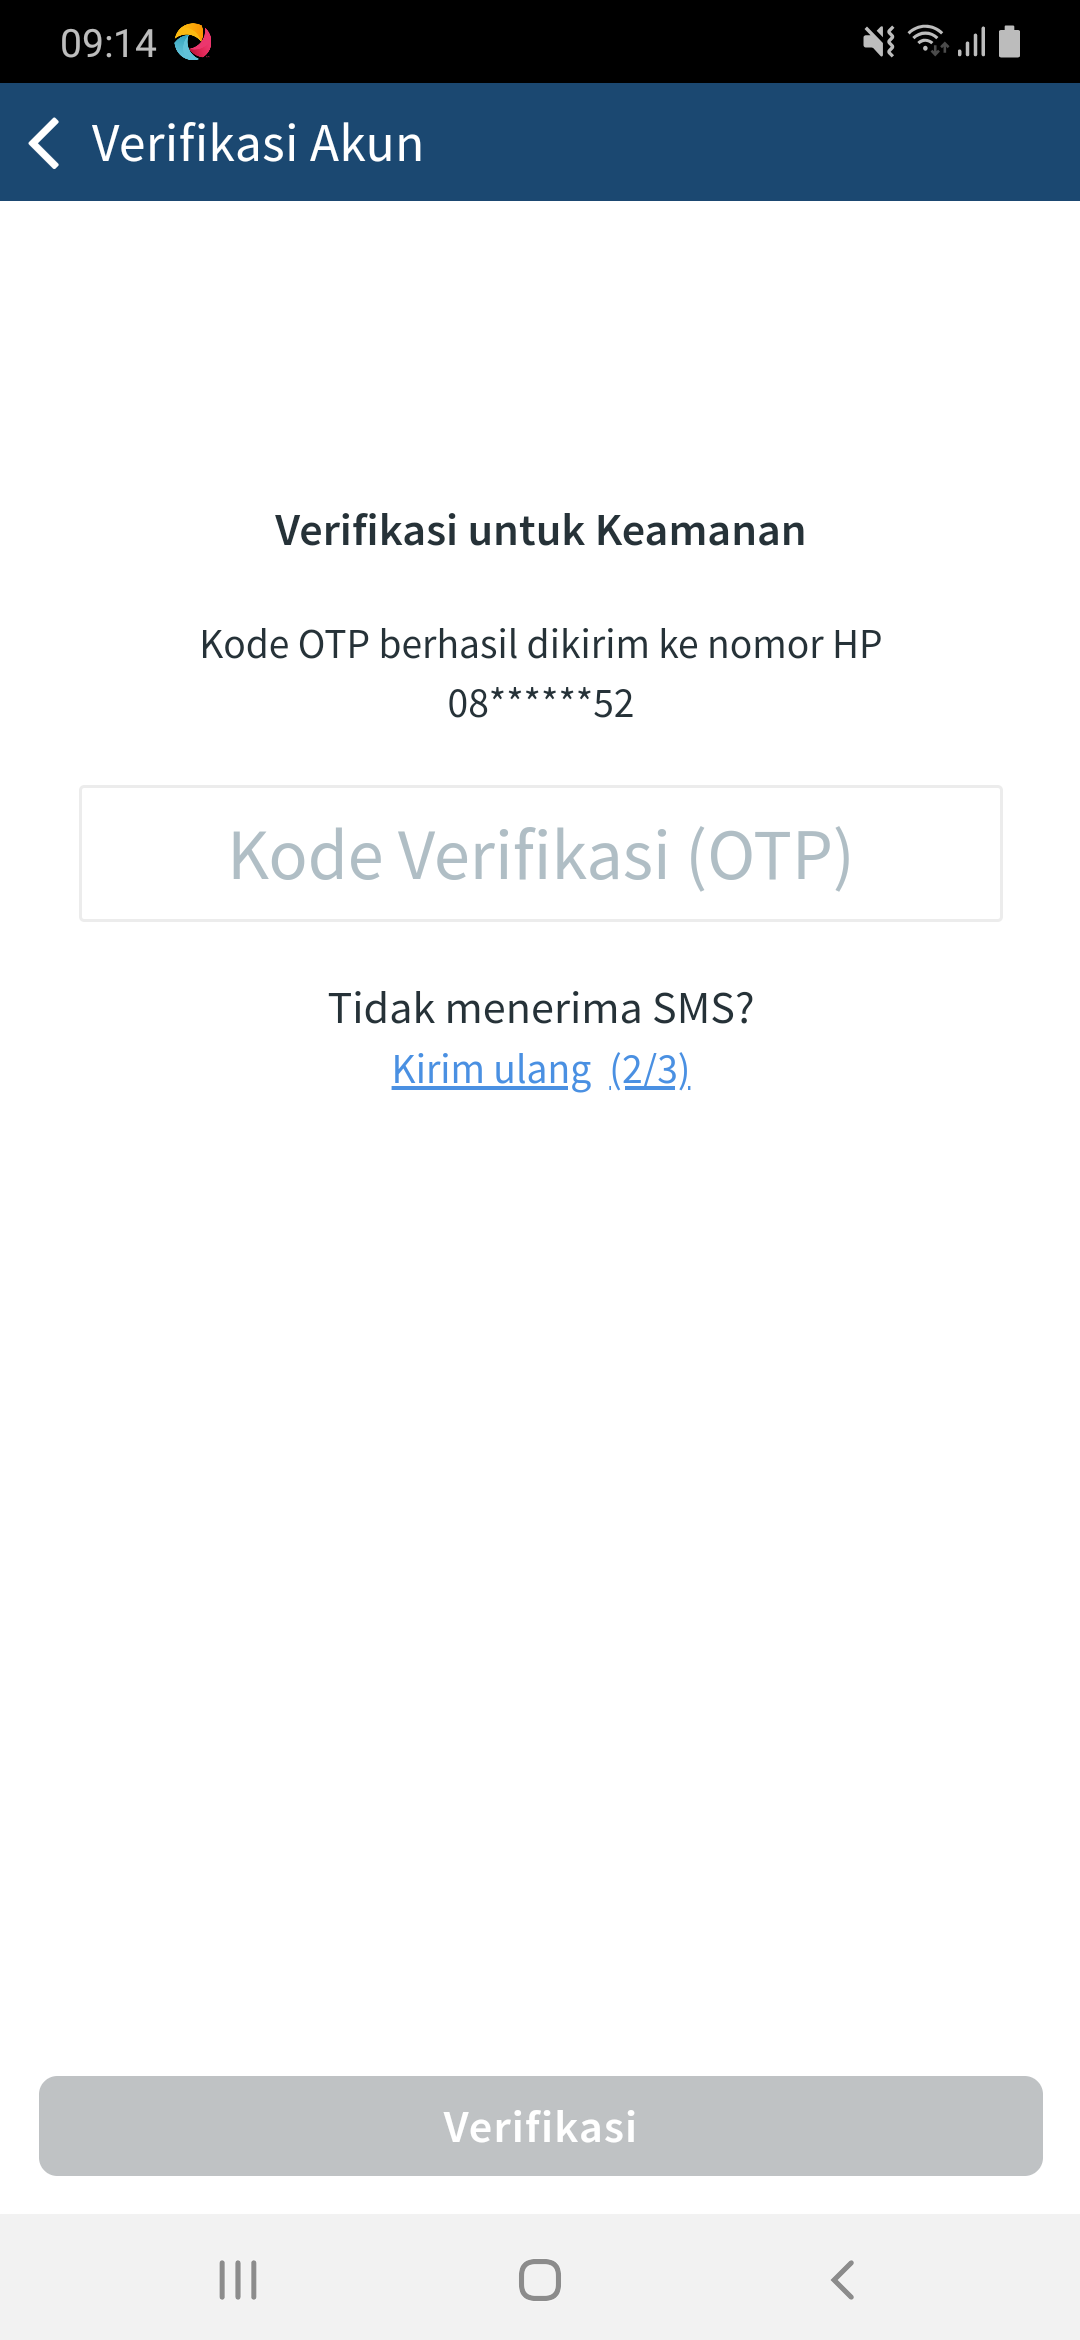 09:14
Verifikasi Akun
Verifikasi untuk Keamanan
Kode OTP berhasil dikirim ke nomor HP
08******52
Kode Verifikasi (OTP)
Tidak menerima SMS?
Kirim ulang (2/3)
Verifikasi